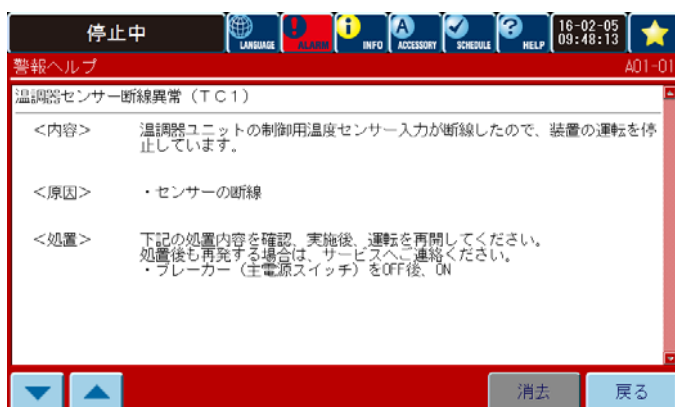 停止中
LANGUAGE
ALARM
INFO
ACCESSORY
SCHEDULE
HELP
16-02-05
09:48:13
警報ヘルプ
A01-01
温調器センサー断線異常(TC1)
<内容>
温調器ユニットの制御用温度センサー入力が断線したので、装置の運転を停
止しています。
<原因>
・センサーの断線
<処置>
下記の処置内容を確認、実施後、運転を再開してください。
処置後も再発する場合は、サービスへご連絡ください。
・ブレーカー(主電源スイッチ)をOFF後、ON
消去
戻る